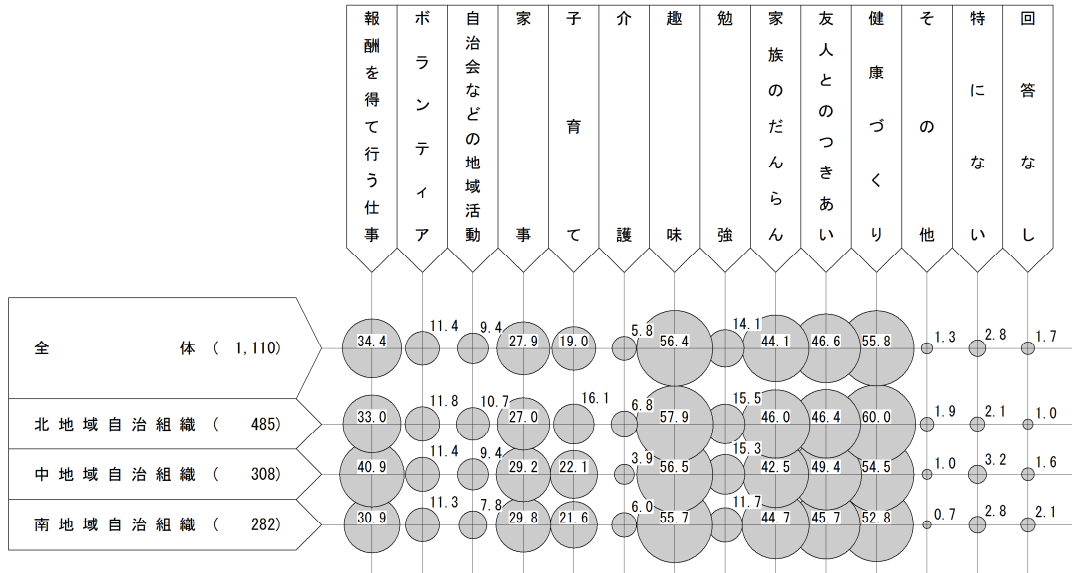 報酬を得て行う仕事
ボランティア
自治会などの地域活動
家事
子育て
介護
趣味
勉強
家族のだんらん
友人とのつきあい
健康づくり
その他
特にない
回答なし
全体 ( 1,110)
34.4 11.4 9.4 27.9 19.0 5.8 56.4 14.1 44.1 46.6 55.8 1.3 2.8 1.7
北地域自治組織 ( 485)
33.0 11.8 10.7 27.0 16.1 6.8 57.9 15.5 46.0 46.4 60.0 1.9 2.1 1.0
中地域自治組織 ( 308)
40.9 11.4 9.4 29.2 22.1 3.9 56.5 15.3 42.5 49.4 54.5 1.0 3.2 1.6
南地域自治組織 ( 282)
30.9 11.3 7.8 29.8 21.6 6.0 55.7 11.7 44.7 45.7 52.8 0.7 2.8 2.1